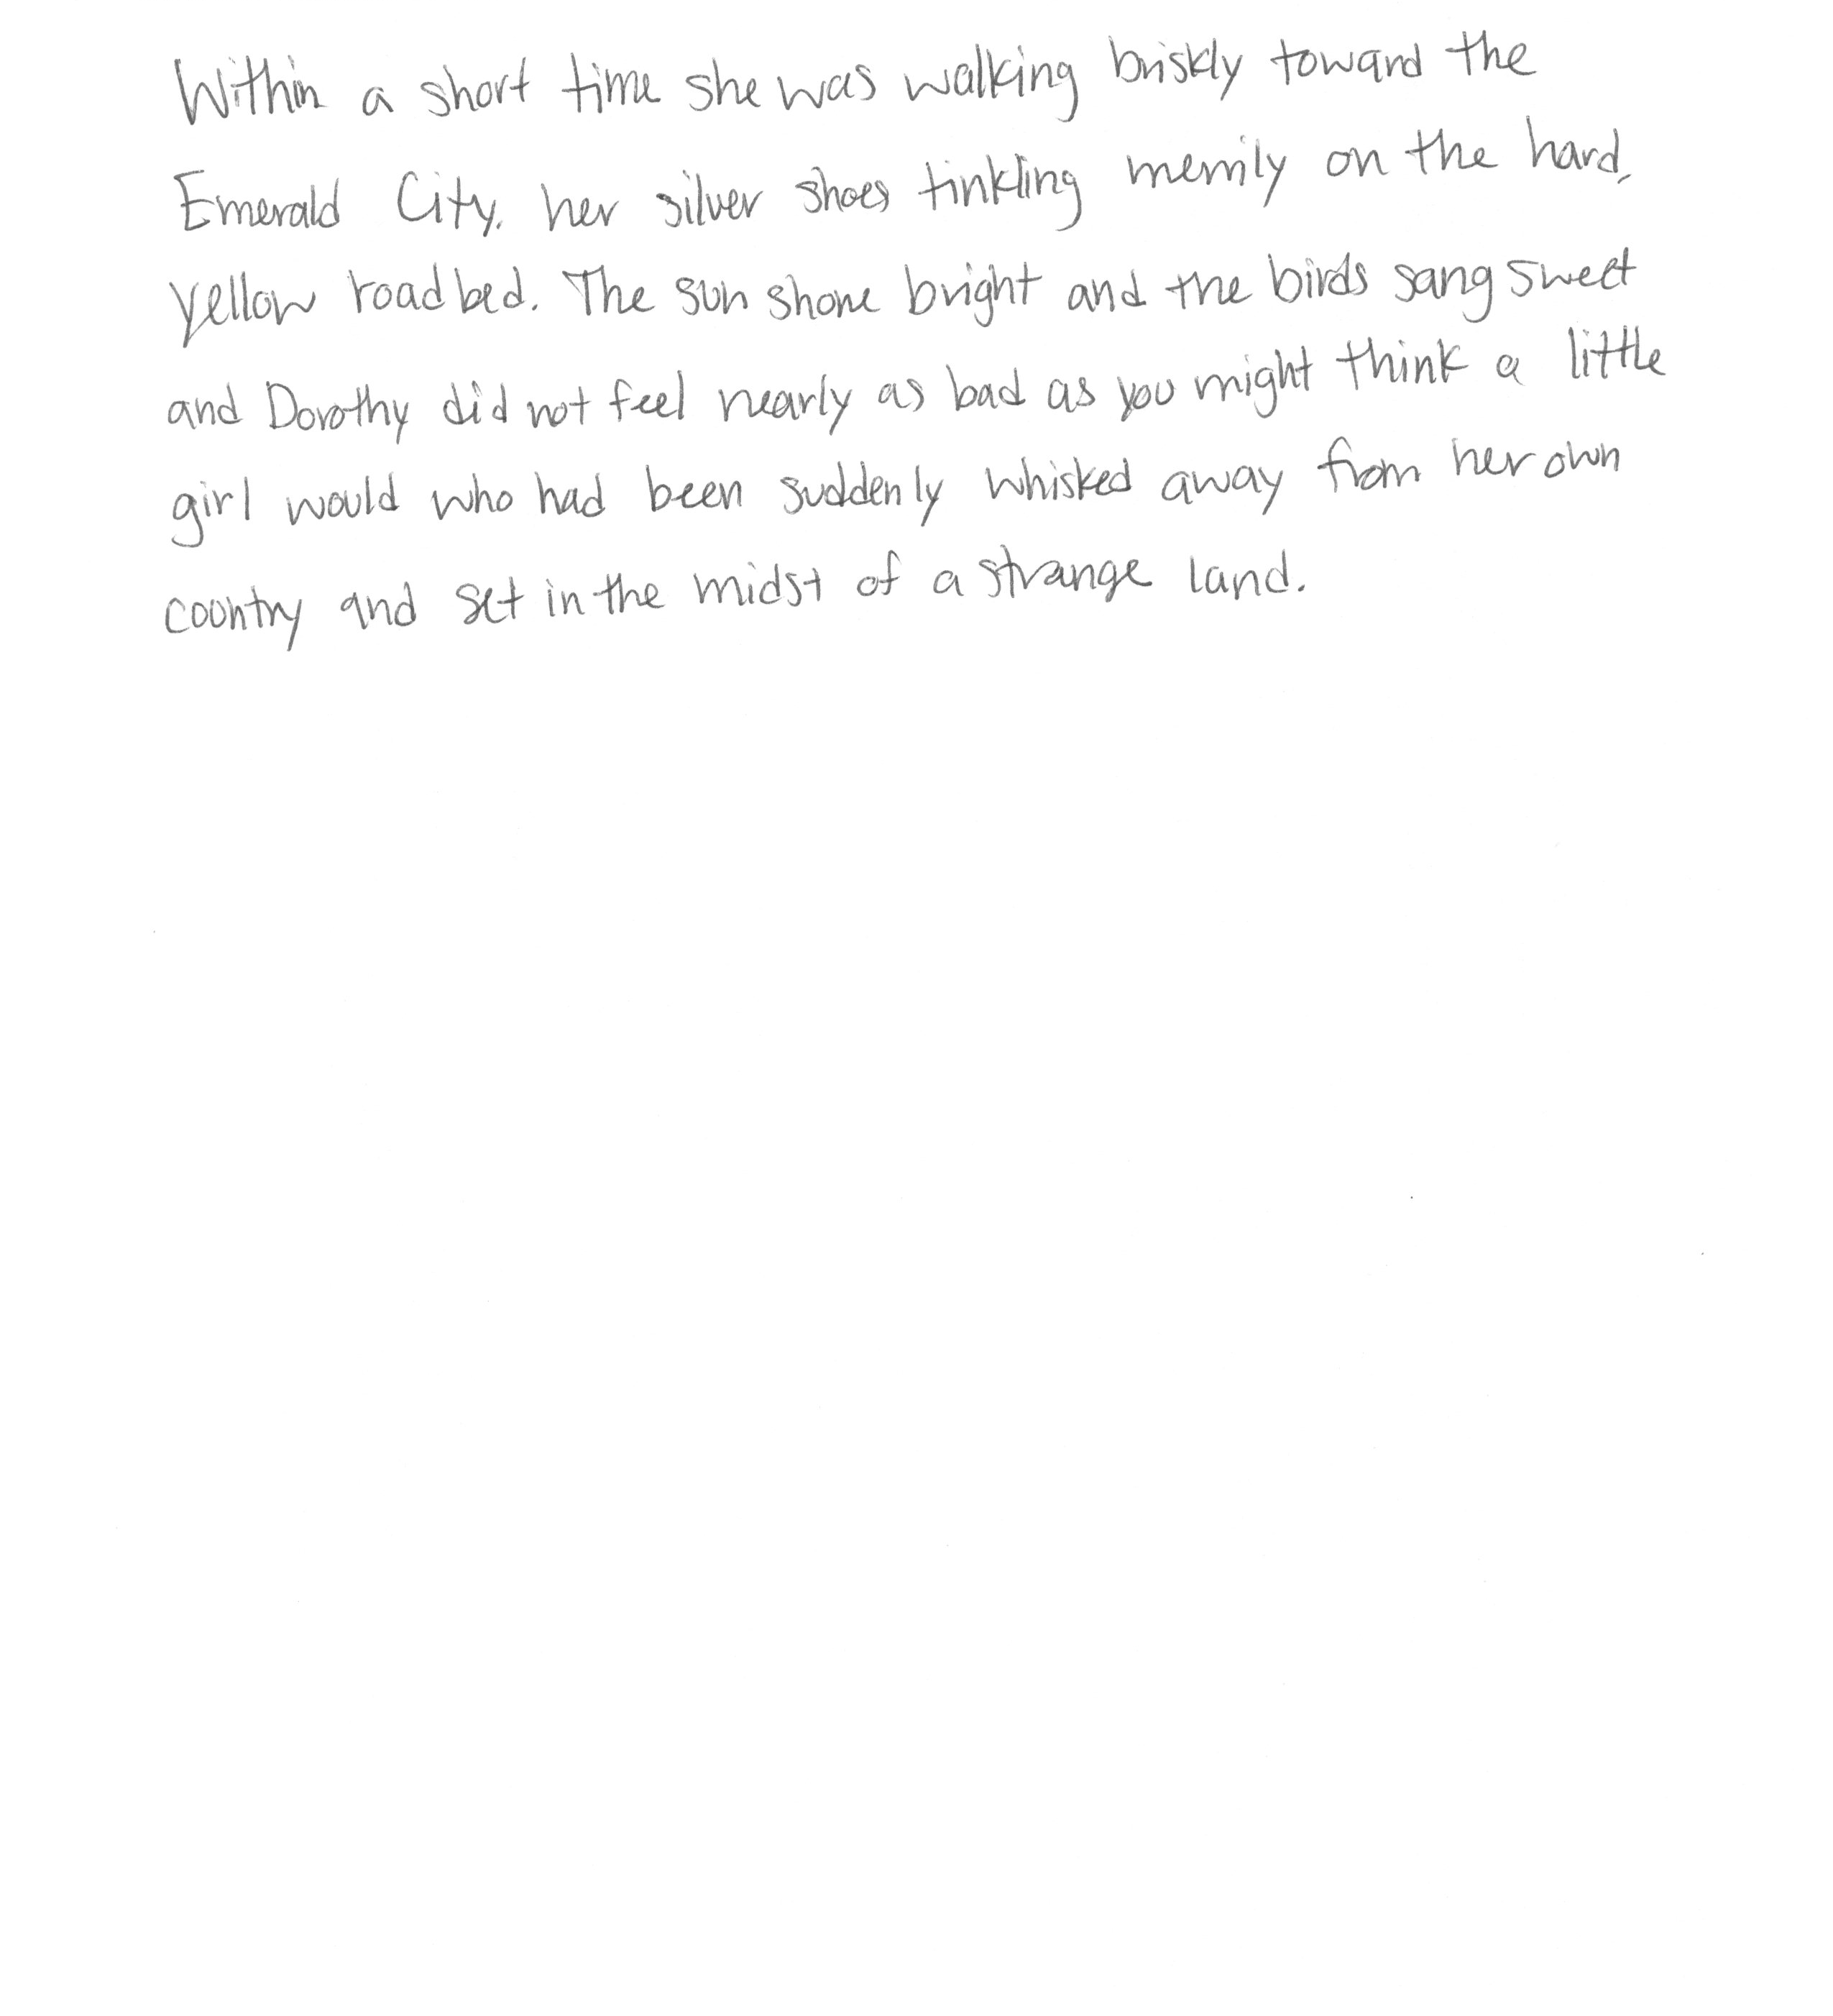 Within a short time she was walking briskly toward the
Emerald City, her silver shoes tinkling merrily on the hard,
yellow roadbed. The sun shone bright and the birds sang sweet
and Dorothy did not feel nearly as bad as you might think a little
girl would who had been suddenly whisked away from her own
country and set in the midst of a strange land.